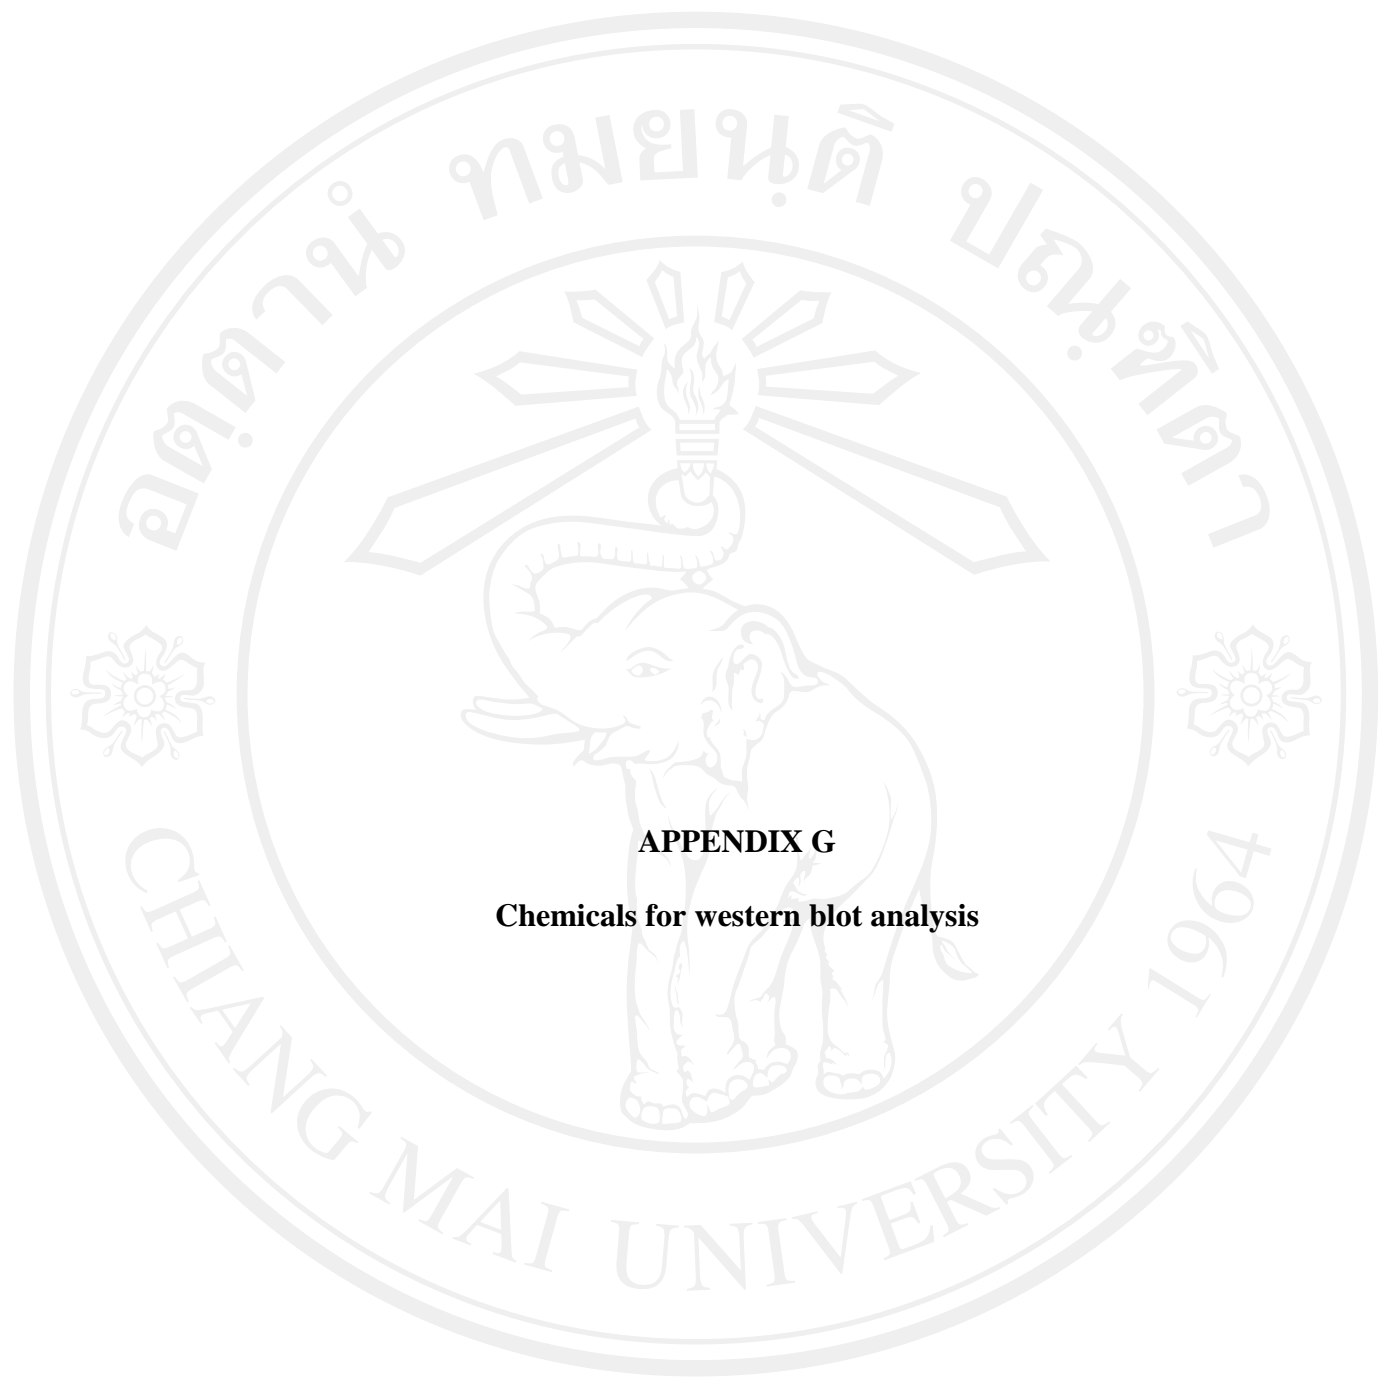 อตฺตานํ ทมยนฺติ ปณฺฑิตา
APPENDIX G
Chemicals for western blot analysis
CHIANG MAI UNIVERSITY 1964